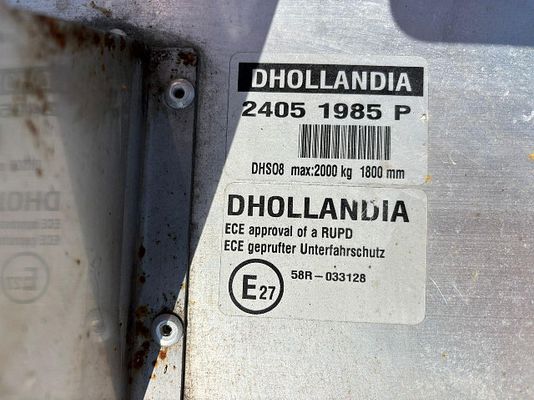 DHOLLANDIA
2405 1985 P
DHSO8 max:2000 kg 1800 mm
DHOLLANDIA
ECE approval of a RUPD
ECE geprufter Unterfahrschutz
E27
58R-033128